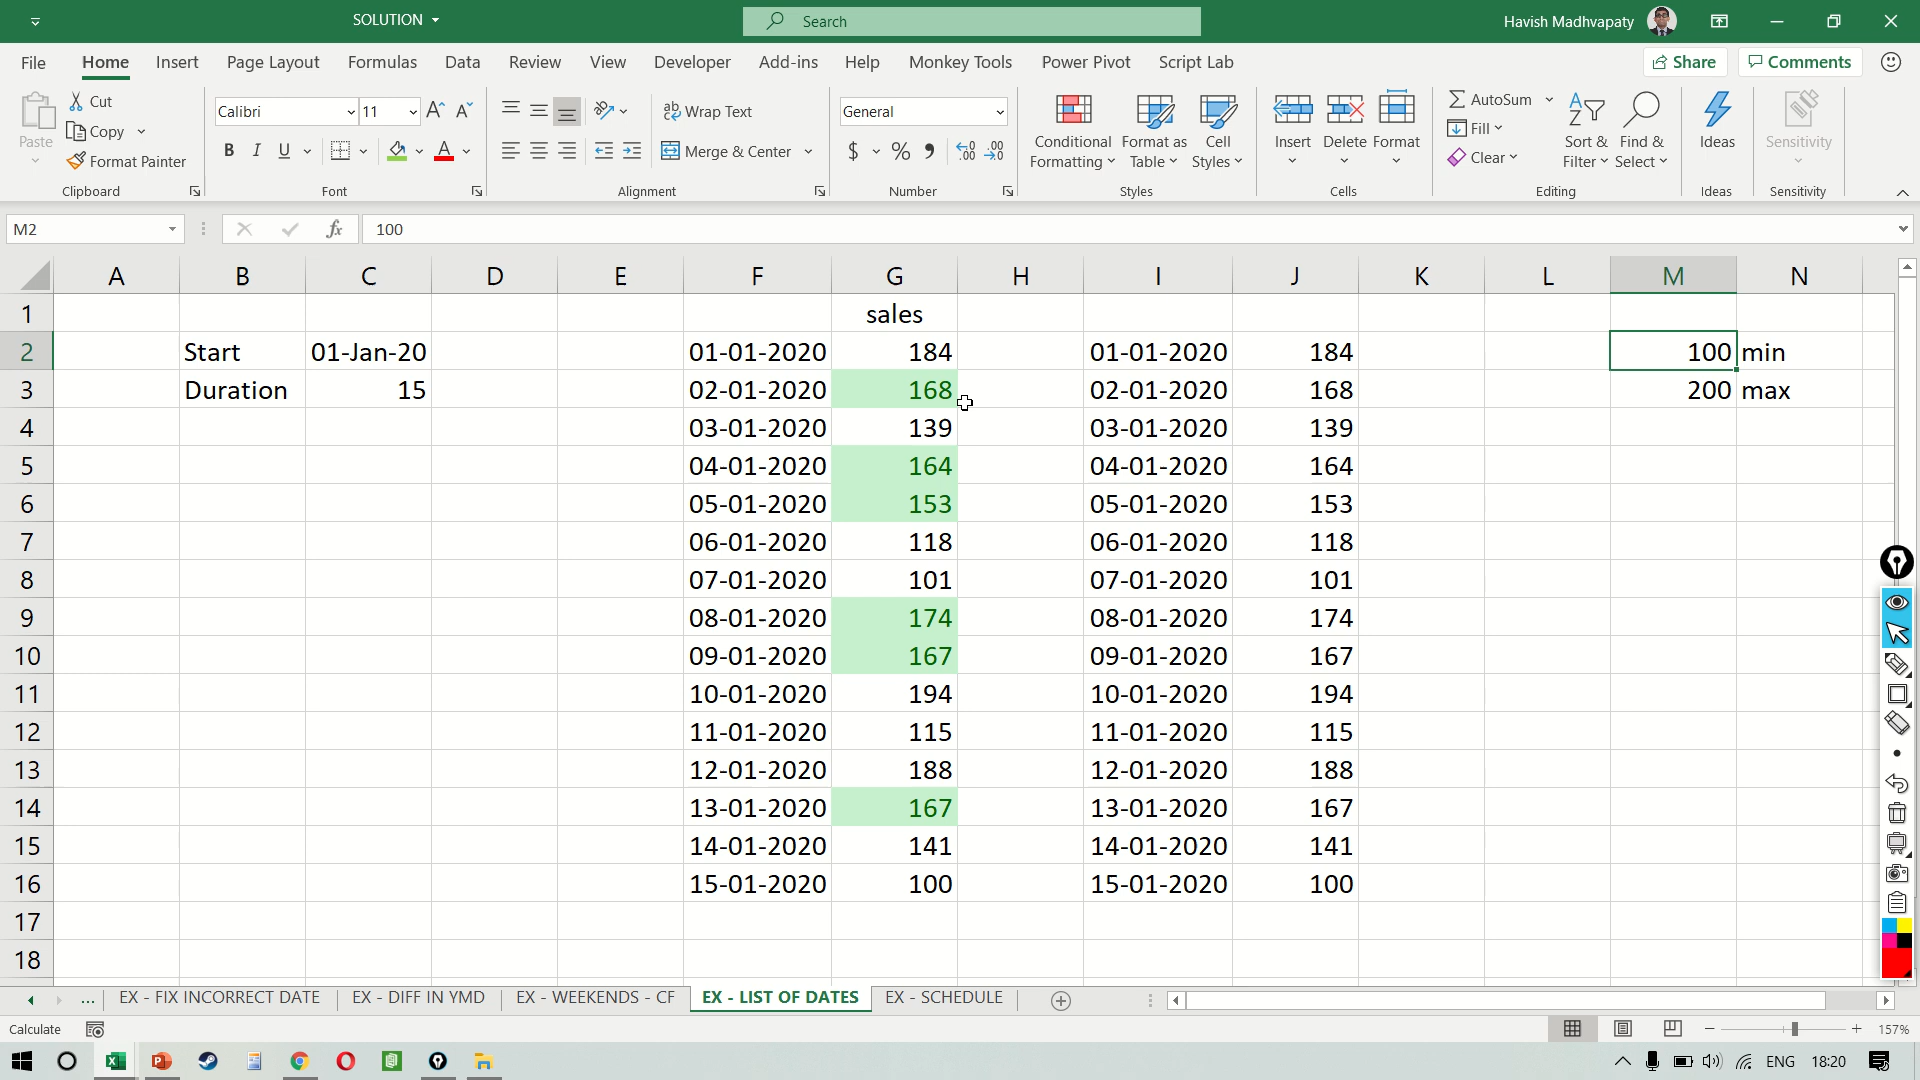 SOLUTION
Search
Havish Madhvapaty
File Home Insert Page Layout Formulas Data Review View Developer Add-ins Help Monkey Tools Power Pivot Script Lab
Share Comments
Paste
Cut
Copy
Format Painter
Clipboard
Calibri 11
B I U
Font
Wrap Text
Merge & Center
Alignment
General
$ % 9
Number
Conditional Formatting
Format as Table
Cell Styles
Styles
Insert Delete Format
Cells
AutoSum
Fill
Clear
Sort & Filter
Find & Select
Editing
Ideas
Ideas
Sensitivity
Sensitivity
M2 fx 100
A B C D E F G H I J K L M N
1 sales
2 Start 01-Jan-20 01-01-2020 184 01-01-2020 184 100 min
3 Duration 15 02-01-2020 168 02-01-2020 168 200 max
4 03-01-2020 139 03-01-2020 139
5 04-01-2020 164 04-01-2020 164
6 05-01-2020 153 05-01-2020 153
7 06-01-2020 118 06-01-2020 118
8 07-01-2020 101 07-01-2020 101
9 08-01-2020 174 08-01-2020 174
10 09-01-2020 167 09-01-2020 167
11 10-01-2020 194 10-01-2020 194
12 11-01-2020 115 11-01-2020 115
13 12-01-2020 188 12-01-2020 188
14 13-01-2020 167 13-01-2020 167
15 14-01-2020 141 14-01-2020 141
16 15-01-2020 100 15-01-2020 100
17
18
... EX - FIX INCORRECT DATE EX - DIFF IN YMD EX - WEEKENDS - CF EX - LIST OF DATES EX - SCHEDULE
Calculate 157%
ENG 18:20